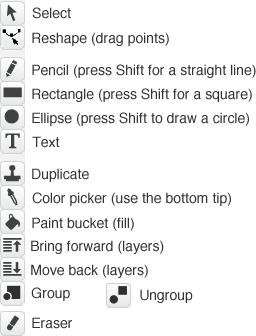 Select
Reshape (drag points)
Pencil (press Shift for a straight line)
Rectangle (press Shift for a square)
Ellipse (press Shift to draw a circle)
T Text
Duplicate
Color picker (use the bottom tip)
Paint bucket (fill)
Bring forward (layers)
Move back (layers)
Group Ungroup
Eraser